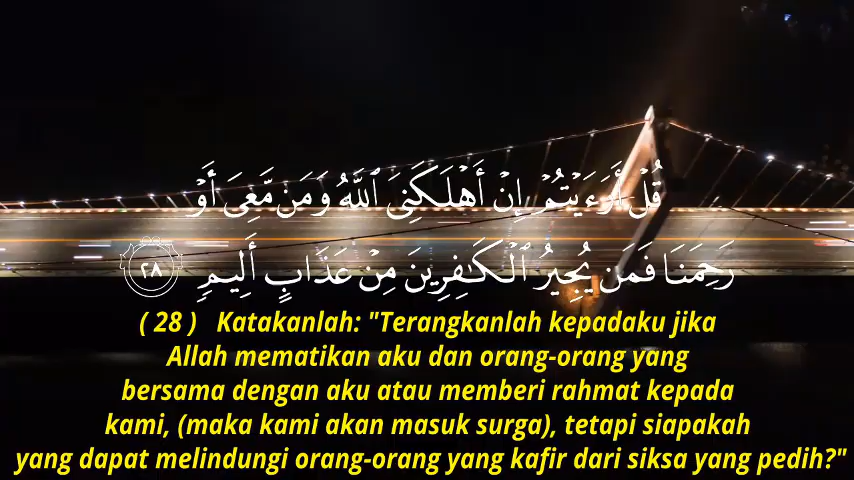 قُلْ أَرَءَيْتُمْ إِنْ أَهْلَكَنِىَ ٱللَّهُ وَمَن مَّعِىَ أَوْ
رَحِمَنَا فَمَن يُجِيرُ ٱلْكَـٰفِرِينَ مِنْ عَذَابٍ أَلِيمٍ ٢٨
( 28 ) Katakanlah: "Terangkanlah kepadaku jika
Allah mematikan aku dan orang-orang yang
bersama dengan aku atau memberi rahmat kepada
kami, (maka kami akan masuk surga), tetapi siapakah
yang dapat melindungi orang-orang yang kafir dari siksa yang pedih?"